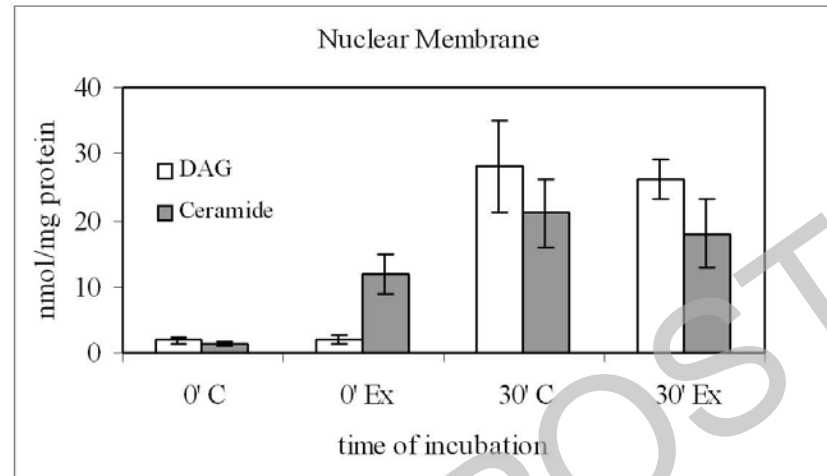 Nuclear Membrane
nmol/mg protein
40
30
20
10
0
DAG
Ceramide
0' C
0' Ex
30' C
30' Ex
time of incubation
POST